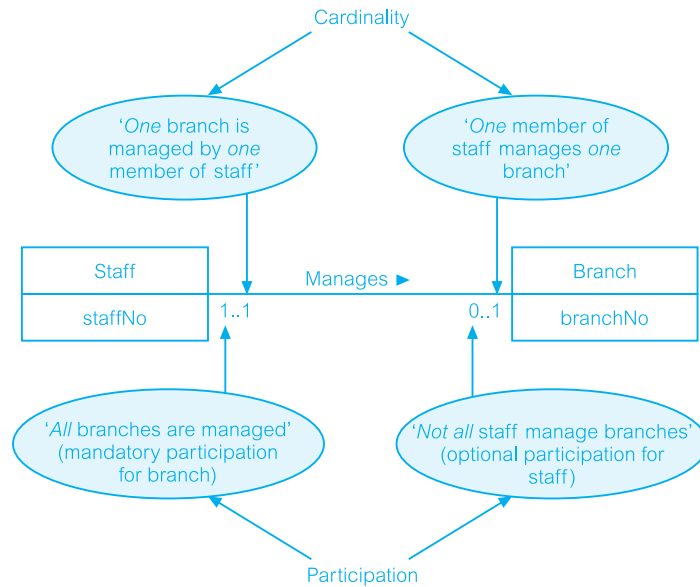 Cardinality
‘One branch is
managed by one
member of staff’
‘One member of
staff manages one
branch’
Staff
Manages ►
Branch
staffNo
1..1
0..1
branchNo
‘All branches are managed’
(mandatory participation
for branch)
‘Not all staff manage branches’
(optional participation for
staff)
Participation